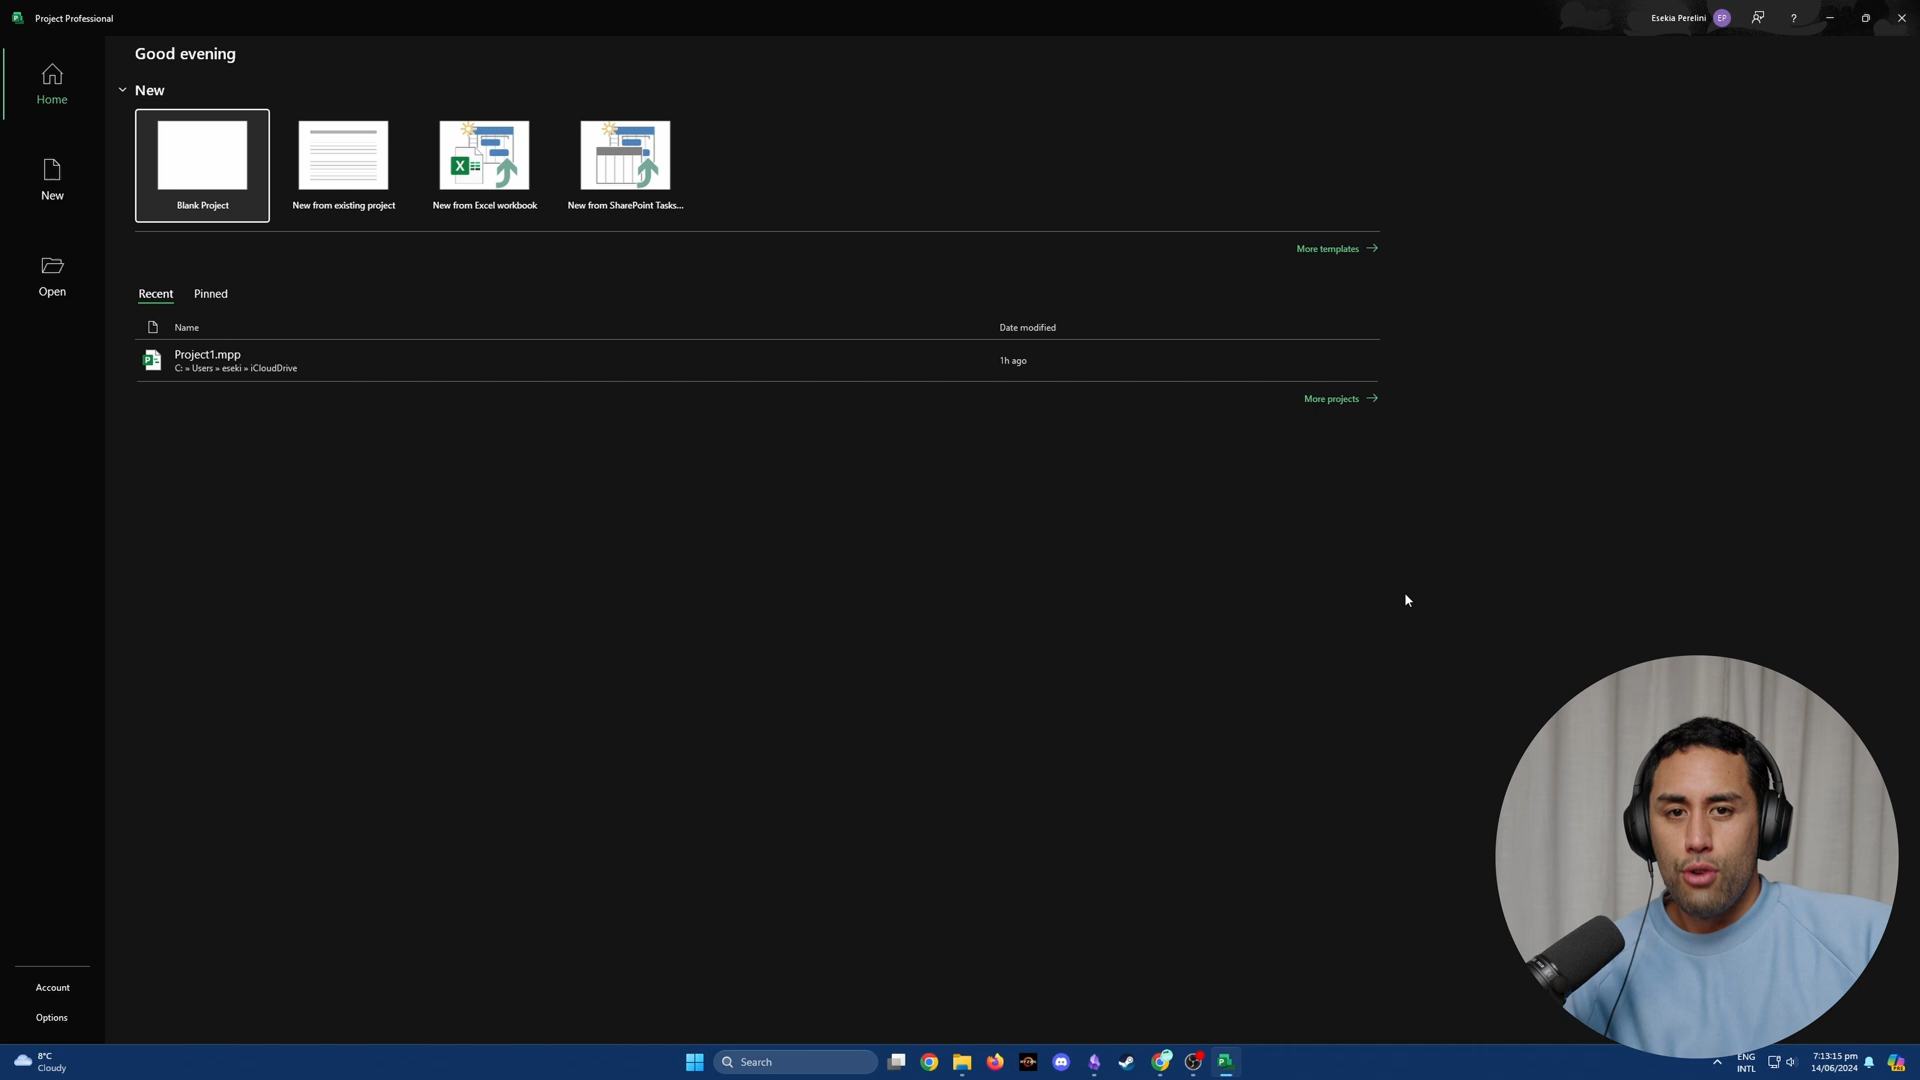 Project Professional
Esekia Perelini EP ?
Good evening
Home
New
Open
New
Blank Project
New from existing project
New from Excel workbook
New from SharePoint Tasks...
More templates
Recent Pinned
Name Date modified
Project1.mpp
C: » Users » eseki » iCloudDrive
1h ago
More projects
Account
Options
8°C
Cloudy
Search
ENG
INTL
7:13:15 pm
14/06/2024